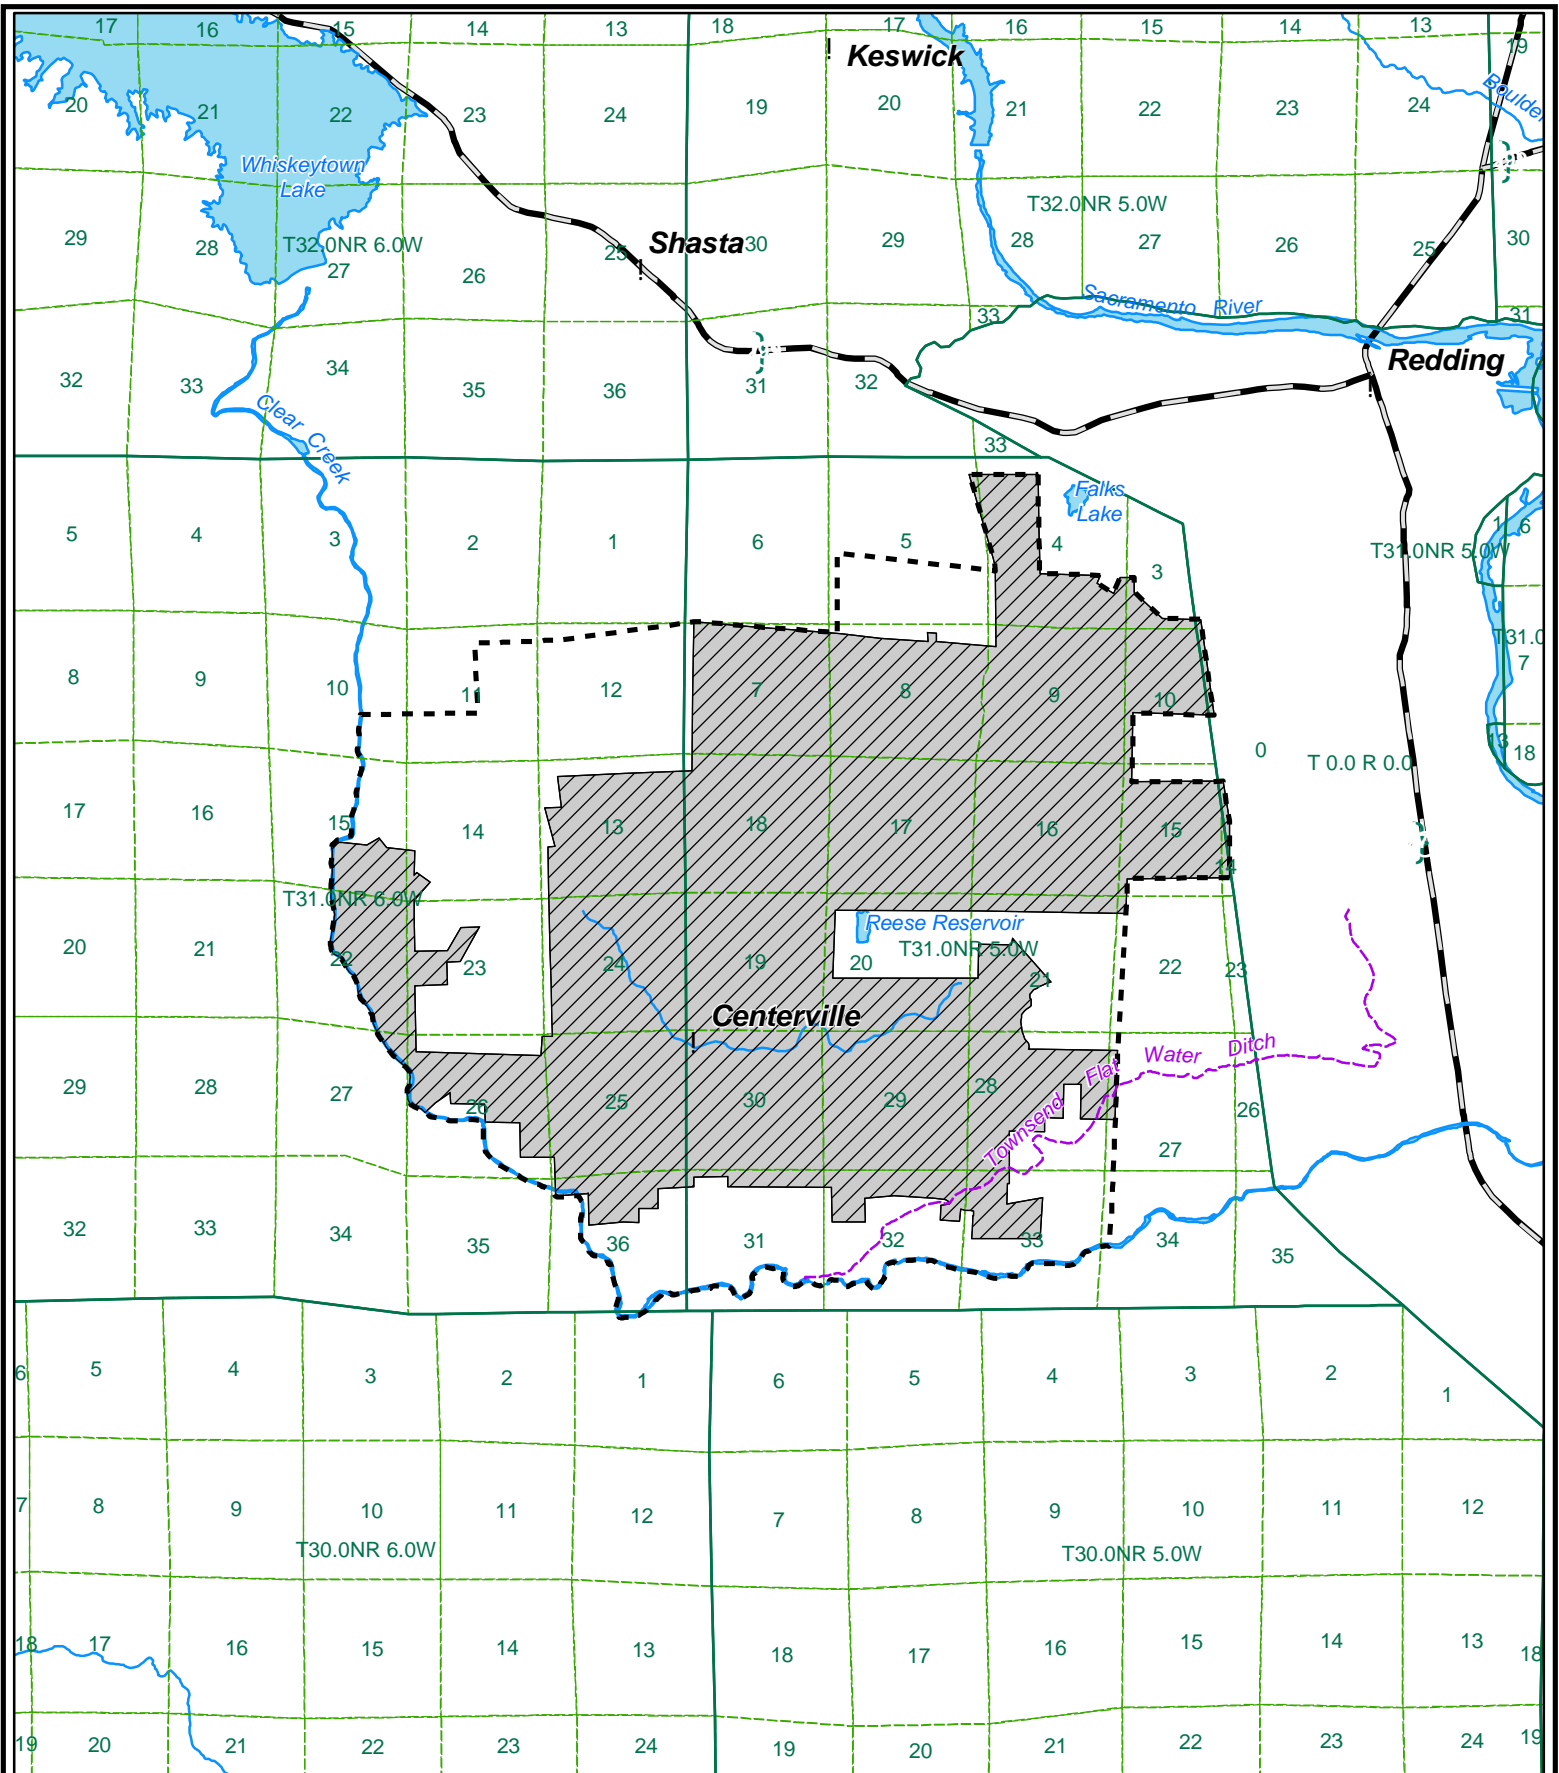 17 16 15 14 13 18 17 16 15 14 13 19
Keswick
20 21 22 23 24 19 20 21 22 23 24
Boulder
Whiskeytown
Lake
T32.0NR 5.0W
29 28 27 26 25 30 29 28 27 26 25 30
T32.0NR 6.0W
Shasta
Sacramento River
33 31
Redding
32 33 34 35 36 31 32
Clear Creek
33
Falks
Lake
5 4 3 2 1 6 5 4 3 1 6
T31.0NR 5.0W
T31.0
8 9 10 11 12 7 8 9 10 7
0
T 0.0 R 0.0
13 18
17 16 15 14 13 18 17 16 15
14
T31.0NR 6.0W
Reese Reservoir
T31.0NR 5.0W
20 21 22 23 24 19 20 21 22 23
Centerville
Townsend Flat Water Ditch
29 28 27 26 25 30 29 28 27 26
32 33 34 35 36 31 32 33 34 35
6 5 4 3 2 1 6 5 4 3 2 1
7 8 9 10 11 12 7 8 9 10 11 12
T30.0NR 6.0W T30.0NR 5.0W
18 17 16 15 14 13 18 17 16 15 14 13 18
19 20 21 22 23 24 19 20 21 22 23 24 19